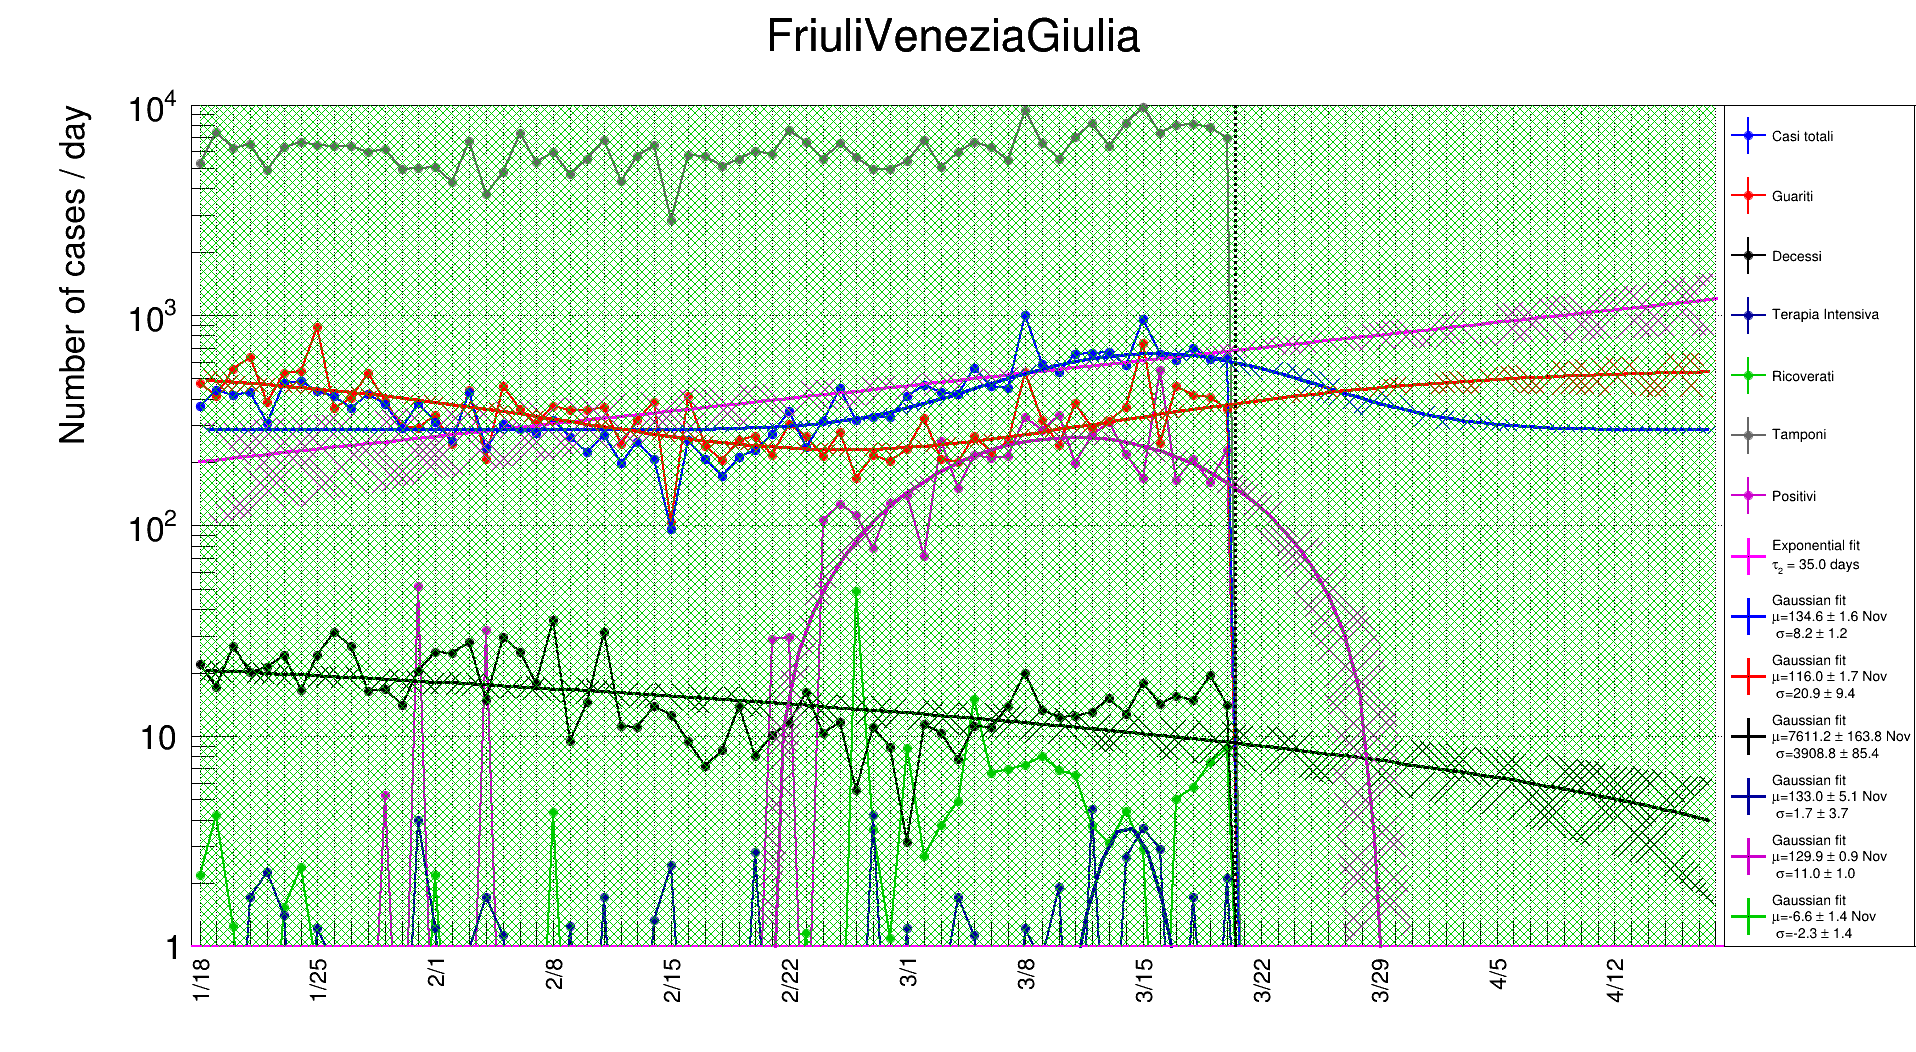 FriuliVeneziaGiulia
Number of cases / day
10^4
10^3
10^2
10
1
1/18
1/25
2/1
2/8
2/15
2/22
3/1
3/8
3/15
3/22
3/29
4/5
4/12
Casi totali
Guariti
Decessi
Terapia Intensiva
Ricoverati
Tamponi
Positivi
Exponential fit
τ2 = 35.0 days
Gaussian fit
μ=134.6 ± 1.6 Nov
σ=8.2 ± 1.2
Gaussian fit
μ=116.0 ± 1.7 Nov
σ=20.9 ± 9.4
Gaussian fit
μ=7611.2 ± 163.8 Nov
σ=3908.8 ± 85.4
Gaussian fit
μ=133.0 ± 5.1 Nov
σ=1.7 ± 3.7
Gaussian fit
μ=129.9 ± 0.9 Nov
σ=11.0 ± 1.0
Gaussian fit
μ=-6.6 ± 1.4 Nov
σ=-2.3 ± 1.4